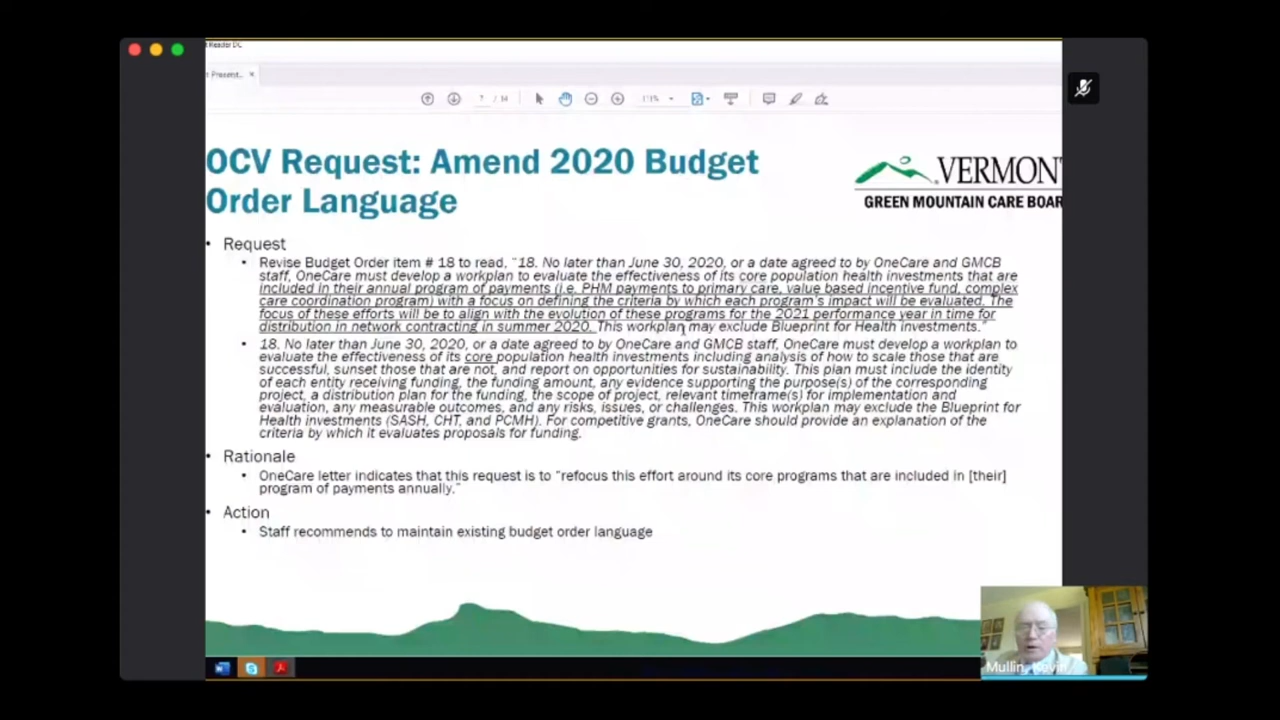 t Reader DC
t Present...
7 / 14
OCV Request: Amend 2020 Budget
Order Language
VERMONT
GREEN MOUNTAIN CARE BOAR
• Request
• Revise Budget Order item # 18 to read, "18. No later than June 30, 2020, or a date agreed to by OneCare and GMCB
staff, OneCare must develop a workplan to evaluate the effectiveness of its core population health investments that are
included in their annual program of payments (i.e. PHM payments to primary care, value based incentive fund, complex
care coordination program) with a focus on defining the criteria by which each program's impact will be evaluated. The
focus of these efforts will be to align with the evolution of these programs for the 2021 performance year in time for
distribution in network contracting in summer 2020. This workplan may exclude Blueprint for Health investments."
• 18. No later than June 30, 2020, or a date agreed to by OneCare and GMCB staff, OneCare must develop a workplan to
evaluate the effectiveness of its core population health investments including analysis of how to scale those that are
successful, sunset those that are not, and report on opportunities for sustainability. This plan must include the identity
of each entity receiving funding, the funding amount, any evidence supporting the purpose(s) of the corresponding
project, a distribution plan for the funding, the scope of project, relevant timeframe(s) for implementation and
evaluation, any measurable outcomes, and any risks, issues, or challenges. This workplan may exclude the Blueprint for
Health investments (SASH, CHT, and PCMH). For competitive grants, OneCare should provide an explanation of the
criteria by which it evaluates proposals for funding.
• Rationale
• OneCare letter indicates that this request is to "refocus this effort around its core programs that are included in [their]
program of payments annually."
• Action
• Staff recommends to maintain existing budget order language
Mullin, Kevin